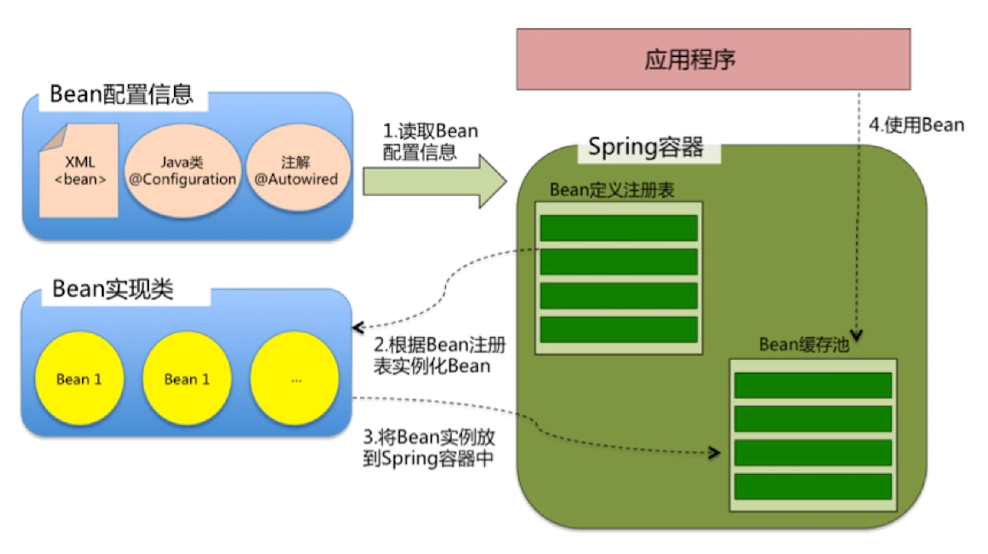 应用程序
Bean配置信息
XML
<bean>
Java类
@Configuration
注解
@Autowired
1.读取Bean
配置信息
4.使用Bean
Spring容器
Bean定义注册表
Bean实现类
Bean 1
Bean 1
...
2.根据Bean注册
表实例化Bean
Bean缓存池
3.将Bean实例放
到Spring容器中